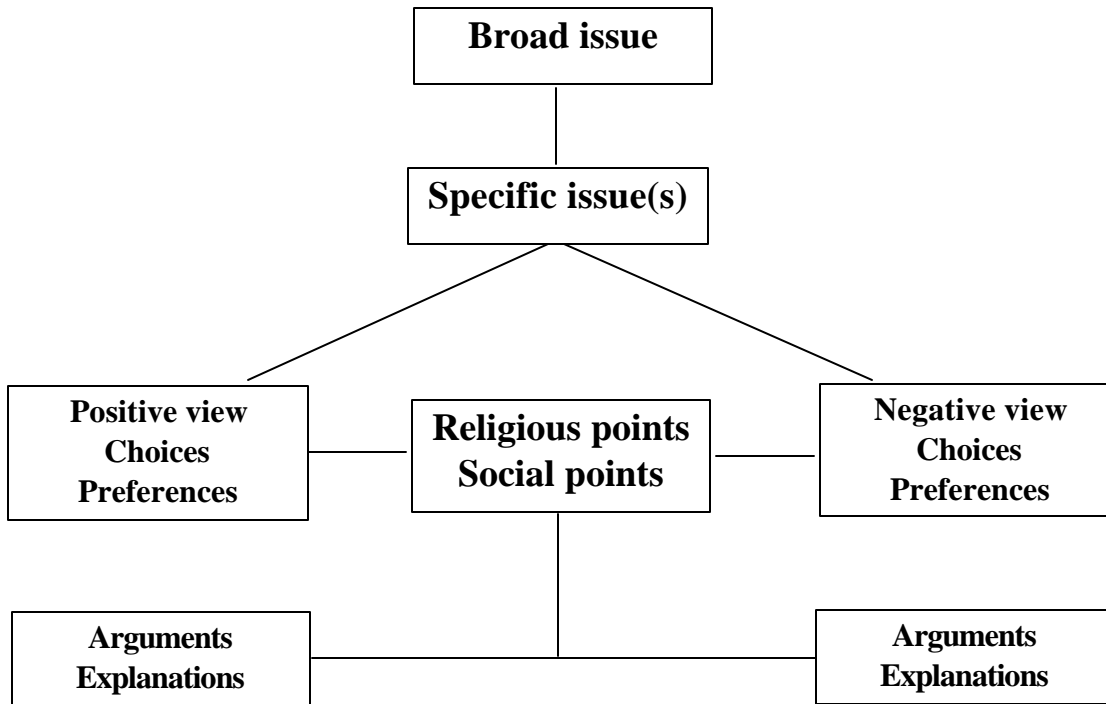 Broad issue
Specific issue(s)
Positive view
Choices
Preferences
Religious points
Social points
Negative view
Choices
Preferences
Arguments
Explanations
Arguments
Explanations